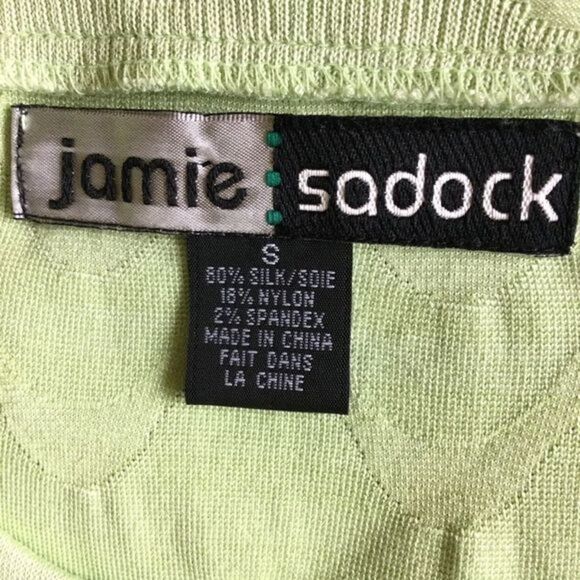 jamie sadock
S
80% SILK/SOIE
18% NYLON
2% SPANDEX
MADE IN CHINA
FAIT DANS
LA CHINE